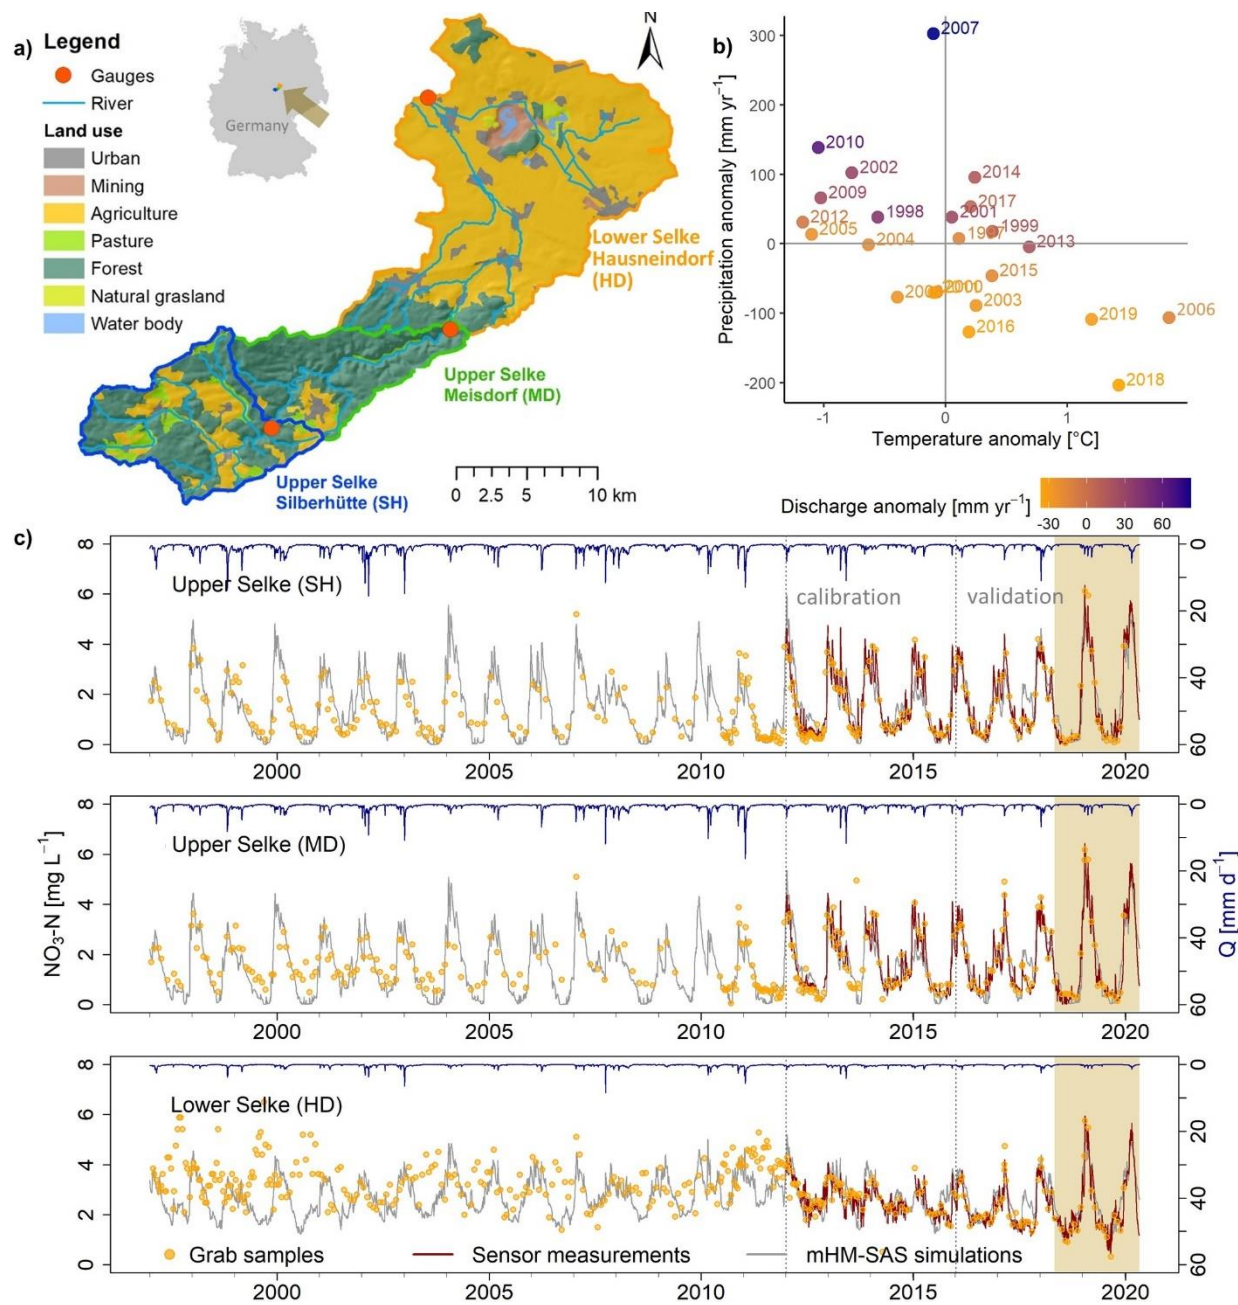 a) Legend
Gauges
River
Land use
Urban
Mining
Agriculture
Pasture
Forest
Natural grassland
Water body
Germany
N
Lower Selke
Hausneindorf
(HD)
Upper Selke
Meisdorf (MD)
Upper Selke
Silberhütte (SH)
0 2.5 5 10 km
b)
Precipitation anomaly [mm yr⁻¹]
300
200
100
0
-100
-200
2007
2010
2002
2014
2009
2017
2012
1998
2001
2005
1999
2004
1997
2013
2015
2000
2003
2016
2019
2006
2018
-1 0 1
Temperature anomaly [°C]
Discharge anomaly [mm yr⁻¹]
-30 0 30 60
c)
8
6
4
2
0
Upper Selke (SH)
calibration
validation
0
20
40
60
2000 2005 2010 2015 2020
NO₃-N [mg L⁻¹]
8
6
4
2
0
Upper Selke (MD)
0
20
40
60
Q [mm d⁻¹]
2000 2005 2010 2015 2020
8
6
4
2
0
Lower Selke (HD)
0
20
40
60
Grab samples Sensor measurements mHM-SAS simulations
2000 2005 2010 2015 2020